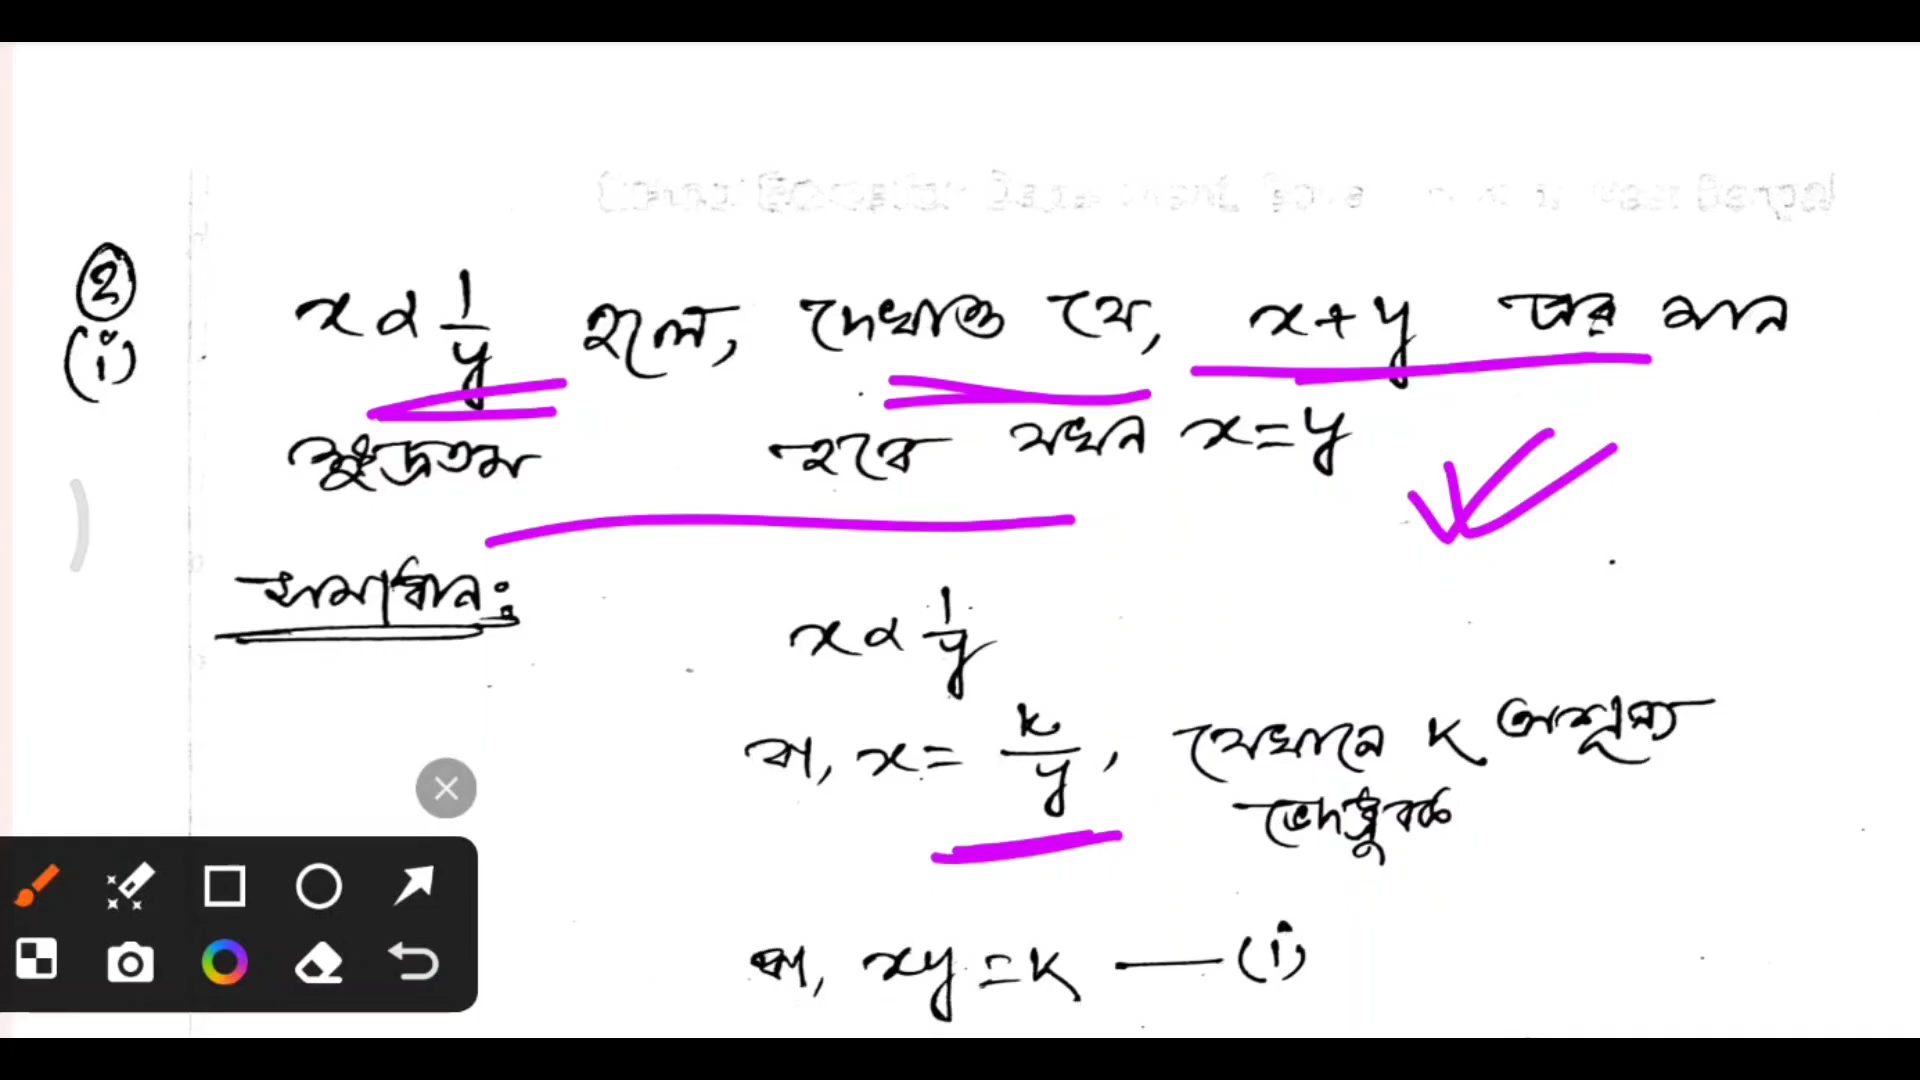 ② x ∝ 1/y হলে, দেখাও যে, x + y এর মান
(i)
ক্ষুদ্রতম হবে যখন x = y
সমাধান:
x ∝ 1/y
বা, x = k/y, যেখানে k অশূন্য
ভেদধ্রুবক
বা, xy = k —— (i)